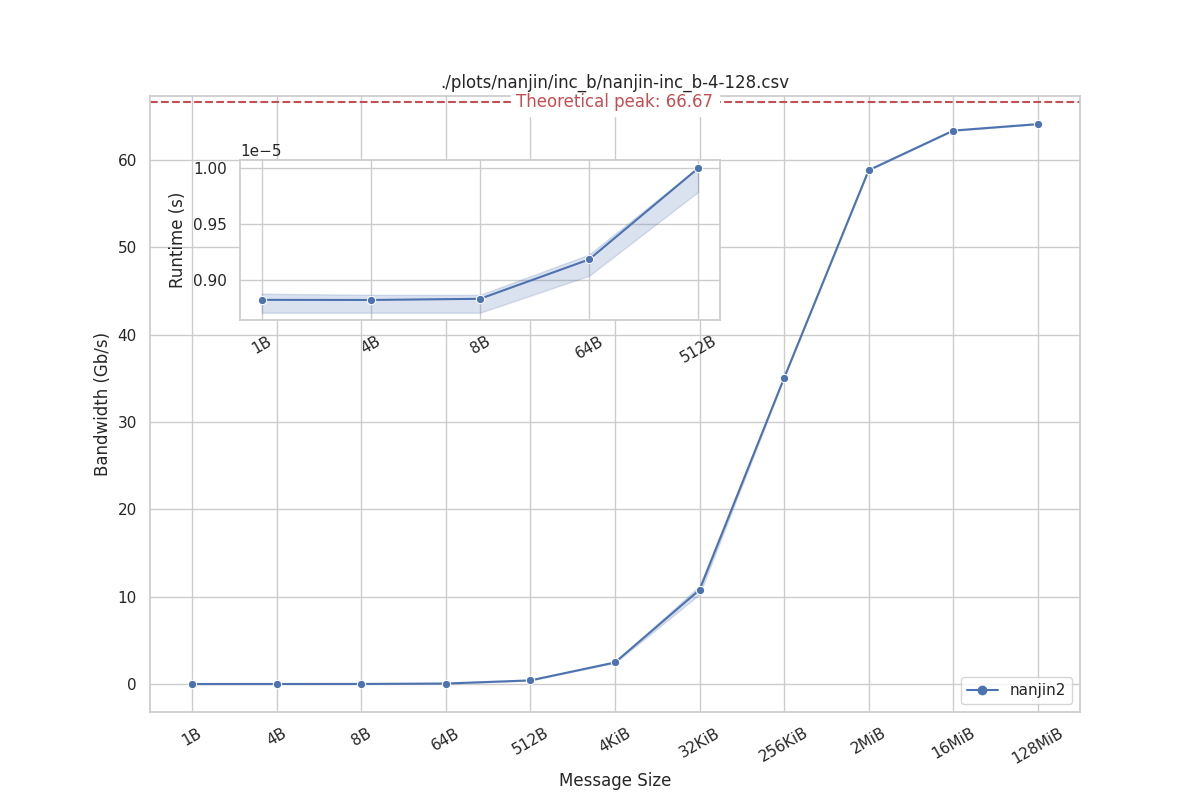 ./plots/nanjin/inc_b/nanjin-inc_b-4-128.csv
Theoretical peak: 66.67
Bandwidth (Gb/s)
60
50
40
30
20
10
0
1e−5
Runtime (s)
1.00
0.95
0.90
1B 4B 8B 64B 512B
nanjin2
1B 4B 8B 64B 512B 4KiB 32KiB 256KiB 2MiB 16MiB 128MiB
Message Size